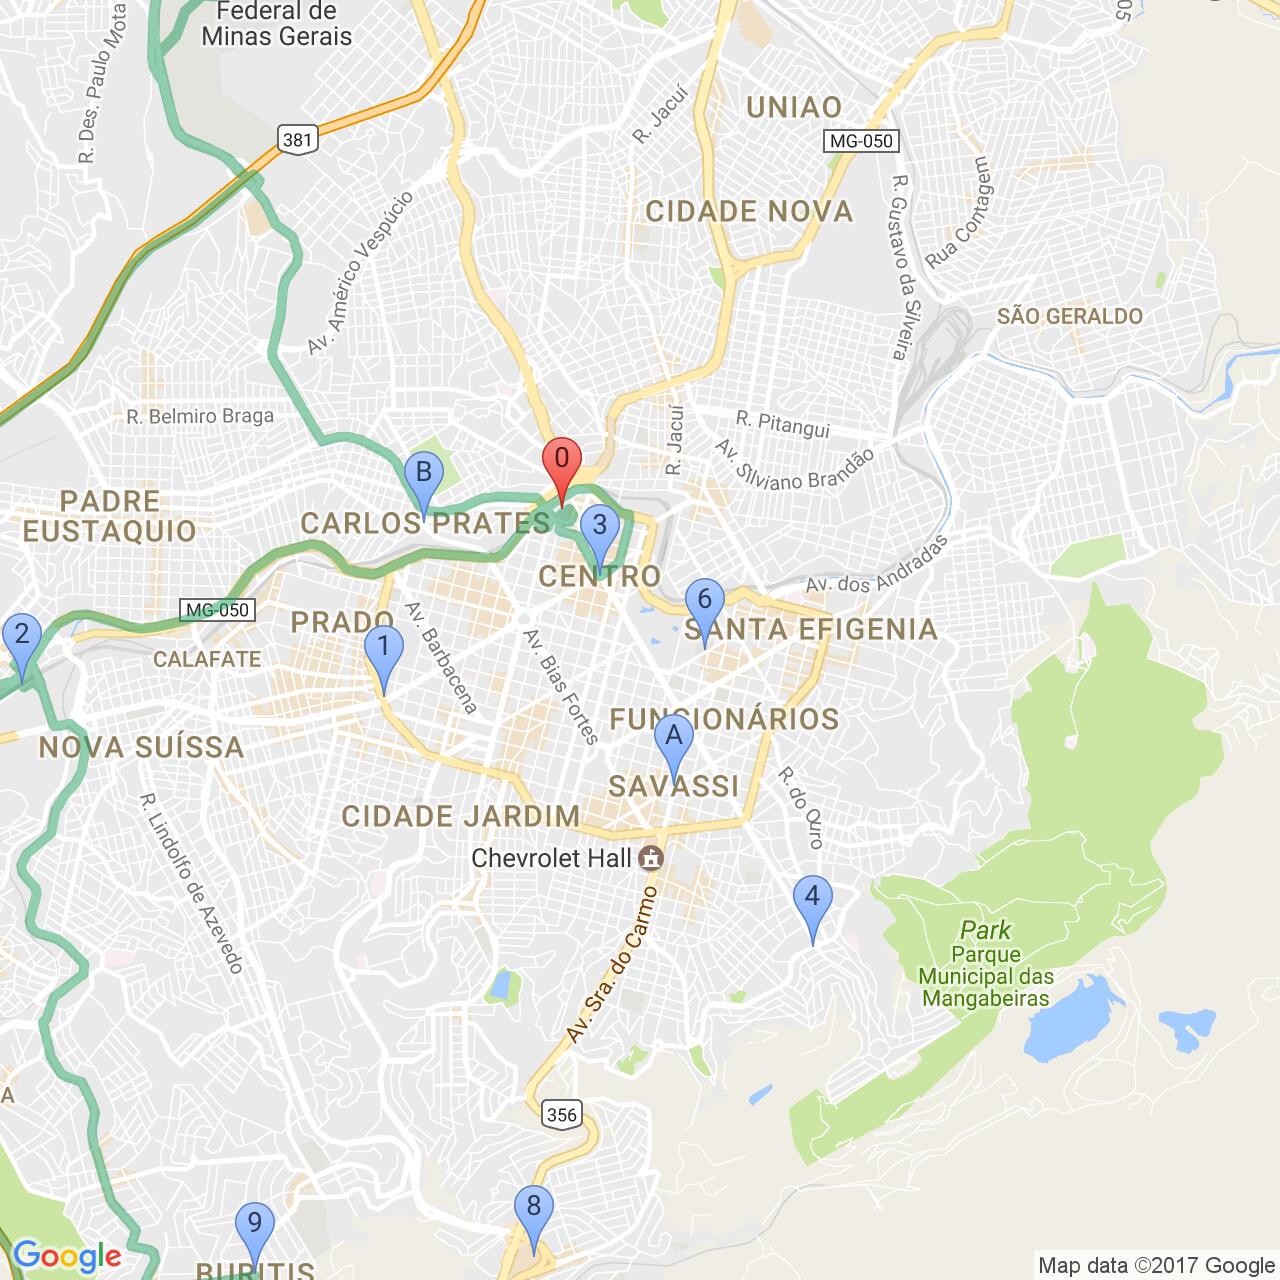 Federal de
Minas Gerais
R. Des. Paulo Mota
381
Av. Américo Vespúcio
R. Jacuí
UNIAO
MG-050
05
CIDADE NOVA
R. Gustavo da Silveira
Rua Contagem
SÃO GERALDO
R. Belmiro Braga
R. Jacuí
R. Pitangui
Av. Silviano Brandão
B
0
PADRE
EUSTAQUIO
CARLOS PRATES
3
CENTRO
Av. dos Andradas
MG-050
PRADO
Av. Barbacena
6
SANTA EFIGENIA
2
CALAFATE
1
Av. Bias Fortes
NOVA SUÍSSA
FUNCIONÁRIOS
A
SAVASSI
R. do Ouro
R. Lindolfo de Azevedo
CIDADE JARDIM
Chevrolet Hall
4
Av. Sra. do Carmo
Park
Parque
Municipal das
Mangabeiras
A
356
8
9
BURITIS
Google
Map data ©2017 Google